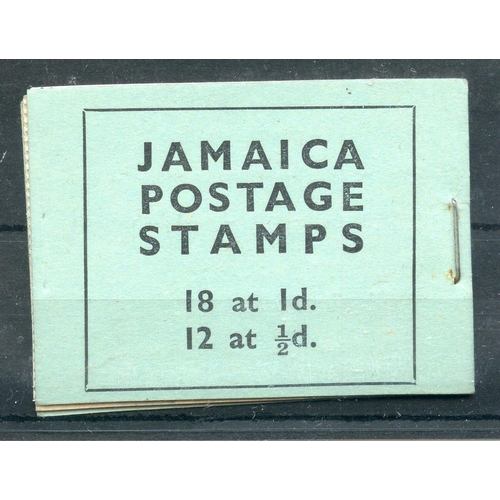 JAMAICA
POSTAGE
STAMPS
18 at 1d.
12 at ½d.